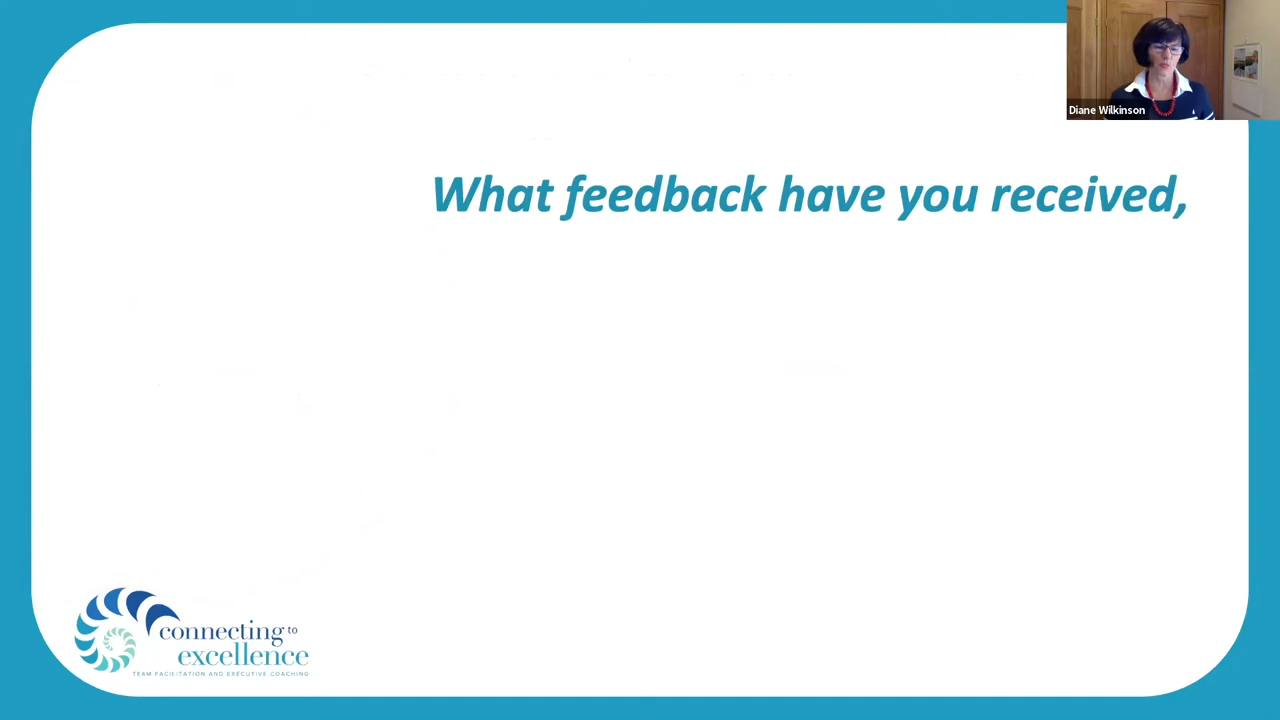 Diane Wilkinson
What feedback have you received,
connecting to
excellence
TEAM FACILITATION AND EXECUTIVE COACHING